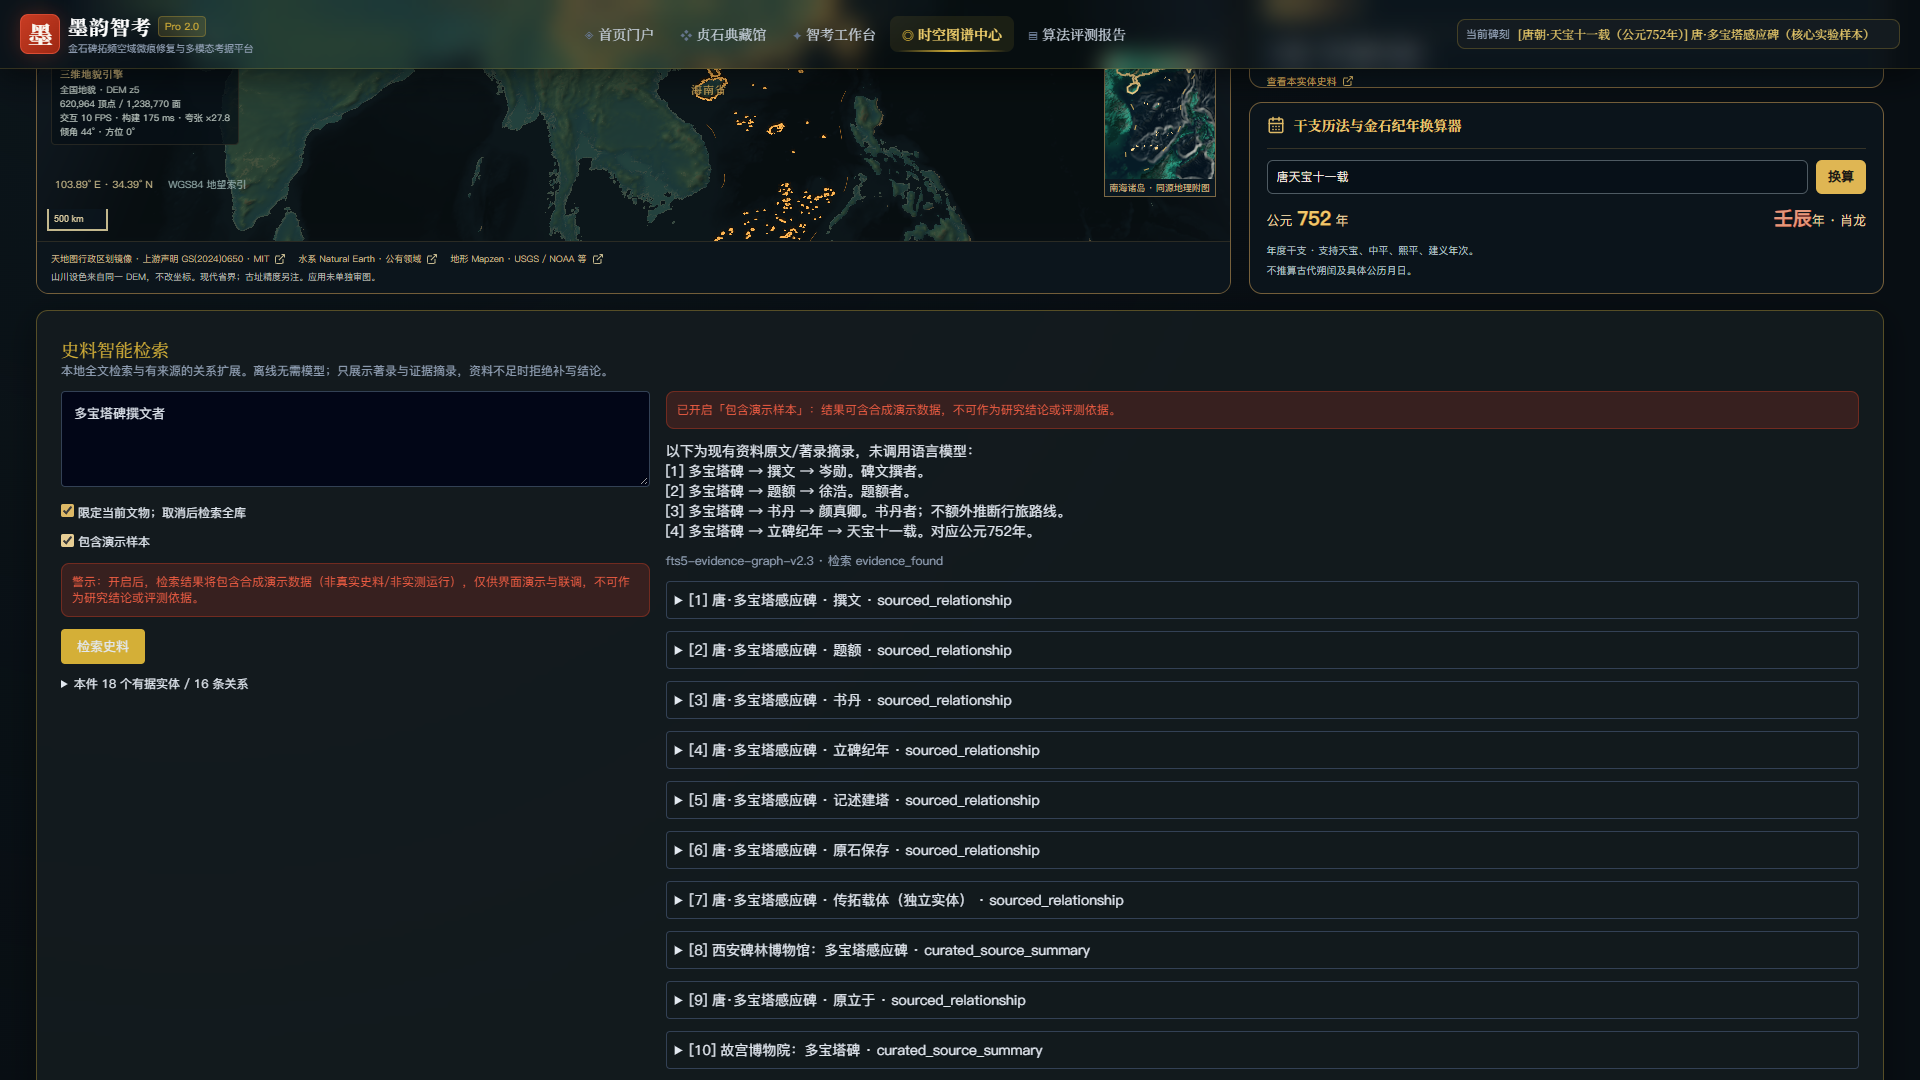 墨 墨韵智考 Pro 2.0
金石碑拓频空域微痕修复与多模态考据平台
首页门户 贞石典藏馆 智考工作台 时空图谱中心 算法评测报告
当前碑刻 [唐朝·天宝十一载（公元752年）] 唐·多宝塔感应碑（核心实验样本）
三维地貌引擎
全国地貌 · DEM z5
620,964 顶点 / 1,238,770 面
交互 10 FPS · 构建 175 ms · 夸张 ×27.8
倾角 44° · 方位 0°
海南省
103.89° E · 34.39° N WGS84 地望索引
500 km
南海诸岛 · 同源地理附图
天地图行政区划镜像 · 上游声明 GS(2024)0650 · MIT 水系 Natural Earth · 公有领域 地形 Mapzen · USGS / NOAA 等
山川设色来自同一 DEM，不改坐标。现代省界；古址精度另注。应用未单独审图。
查看本实体史料
干支历法与金石纪年换算器
唐天宝十一载 换算
公元 752 年 壬辰年 · 肖龙
年度干支 · 支持天宝、中平、熙平、建义年次。
不推算古代朔闰及具体公历月日。
史料智能检索
本地全文检索与有来源的关系扩展。离线无需模型；只展示著录与证据摘录，资料不足时拒绝补写结论。
多宝塔碑撰文者
限定当前文物；取消后检索全库
包含演示样本
警示：开启后，检索结果将包含合成演示数据（非真实史料/非实测运行），仅供界面演示与联调，不可作
为研究结论或评测依据。
检索史料
本件 18 个有据实体 / 16 条关系
已开启「包含演示样本」：结果可含合成演示数据，不可作为研究结论或评测依据。
以下为现有资料原文/著录摘录，未调用语言模型：
[1] 多宝塔碑 → 撰文 → 岑勋。碑文撰者。
[2] 多宝塔碑 → 题额 → 徐浩。题额者。
[3] 多宝塔碑 → 书丹 → 颜真卿。书丹者；不额外推断行旅路线。
[4] 多宝塔碑 → 立碑纪年 → 天宝十一载。对应公元752年。
fts5-evidence-graph-v2.3 · 检索 evidence_found
[1] 唐·多宝塔感应碑 · 撰文 · sourced_relationship
[2] 唐·多宝塔感应碑 · 题额 · sourced_relationship
[3] 唐·多宝塔感应碑 · 书丹 · sourced_relationship
[4] 唐·多宝塔感应碑 · 立碑纪年 · sourced_relationship
[5] 唐·多宝塔感应碑 · 记述建塔 · sourced_relationship
[6] 唐·多宝塔感应碑 · 原石保存 · sourced_relationship
[7] 唐·多宝塔感应碑 · 传拓载体（独立实体） · sourced_relationship
[8] 西安碑林博物馆：多宝塔感应碑 · curated_source_summary
[9] 唐·多宝塔感应碑 · 原立于 · sourced_relationship
[10] 故宫博物院：多宝塔碑 · curated_source_summary